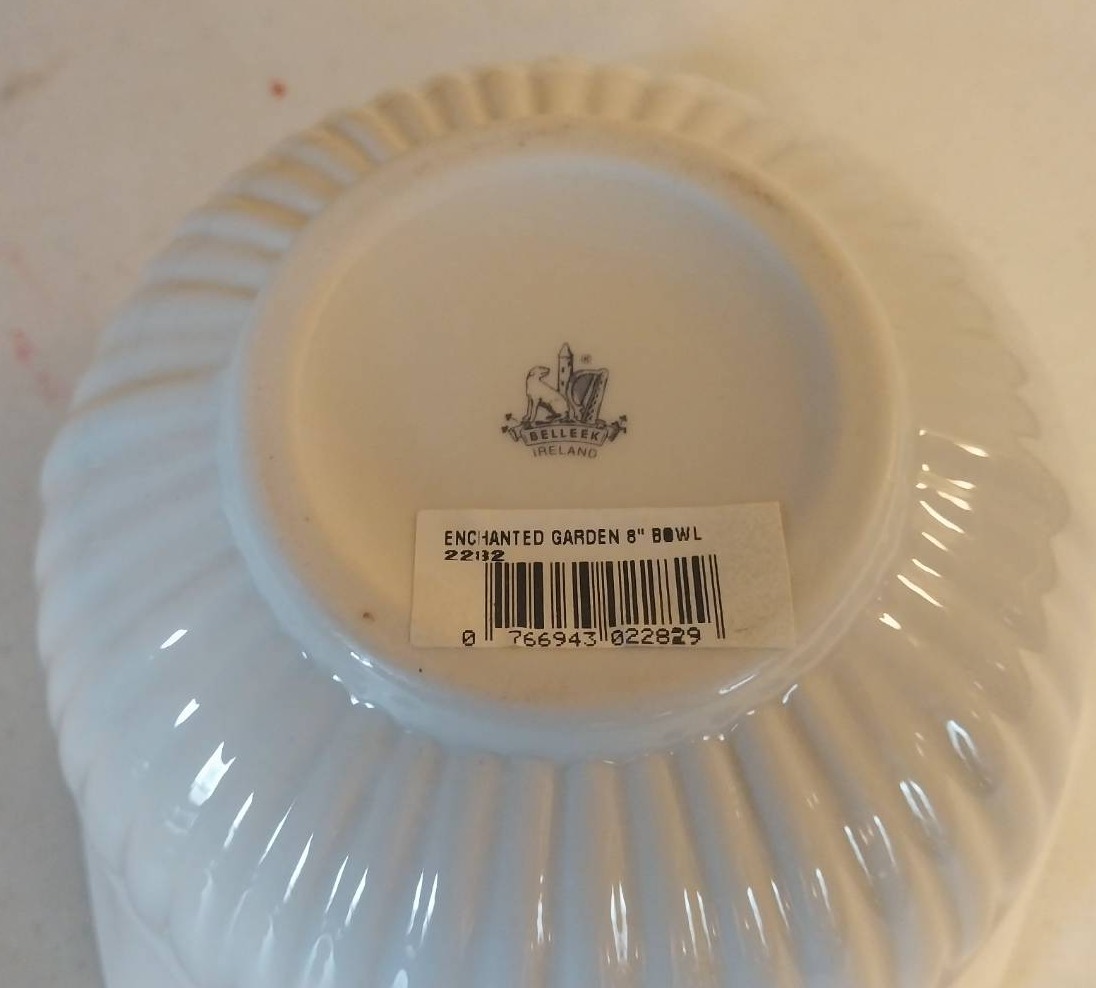 ®
BELLEEK
IRELAND
ENCHANTED GARDEN 8" BOWL
2282
0 766943 022829